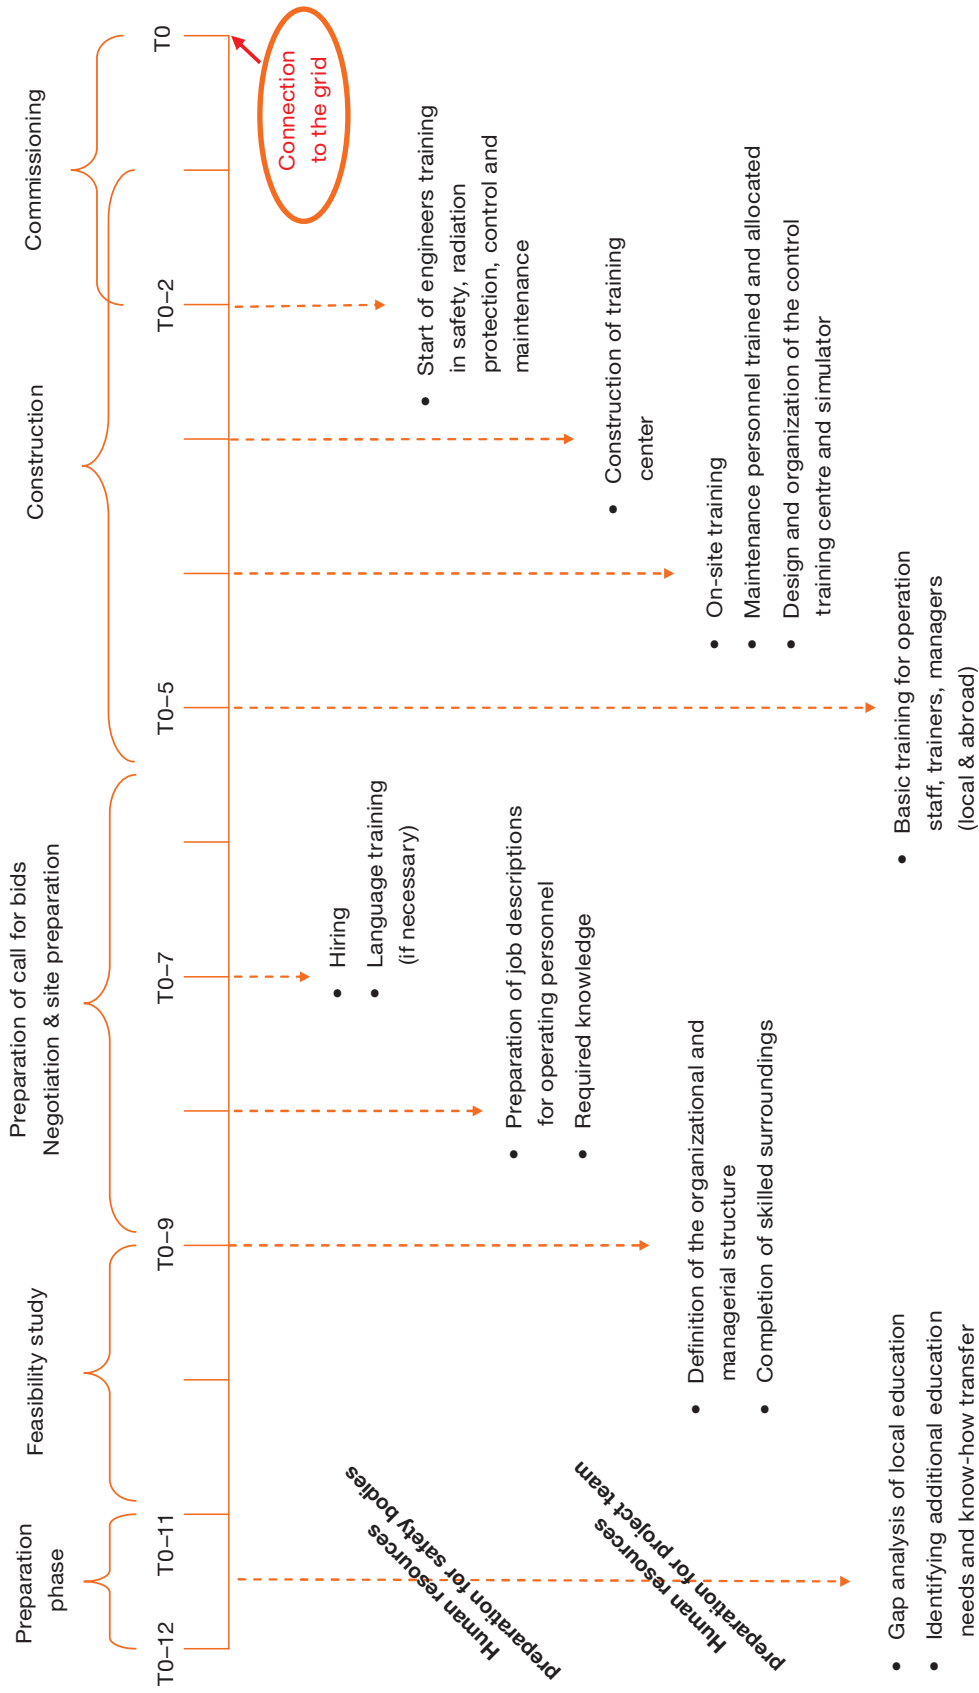 Preparation
phase
Feasibility study
Preparation of call for bids
Negotiation & site preparation
Construction
Commissioning
T0–12
T0–11
T0–9
T0–7
T0–5
T0–2
T0
Connection
to the grid
Human resources
preparation for safety bodies
Human resources
preparation for project team
• Gap analysis of local education
• Identifying additional education
needs and know-how transfer
• Definition of the organizational and
managerial structure
• Completion of skilled surroundings
• Preparation of job descriptions
for operating personnel
• Required knowledge
• Hiring
• Language training
(if necessary)
• Basic training for operation
staff, trainers, managers
(local & abroad)
• On-site training
• Maintenance personnel trained and allocated
• Design and organization of the control
training centre and simulator
• Construction of training
center
• Start of engineers training
in safety, radiation
protection, control and
maintenance